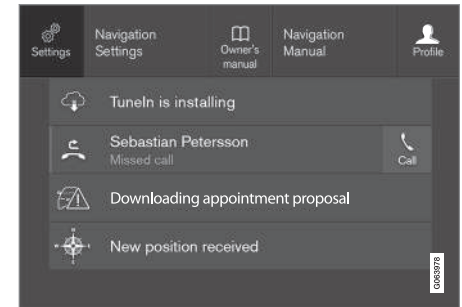 Settings
Navigation
Settings
Owner's
manual
Navigation
Manual
Profile
TuneIn is installing
Sebastian Petersson
Missed call
Call
Downloading appointment proposal
New position received
G063978